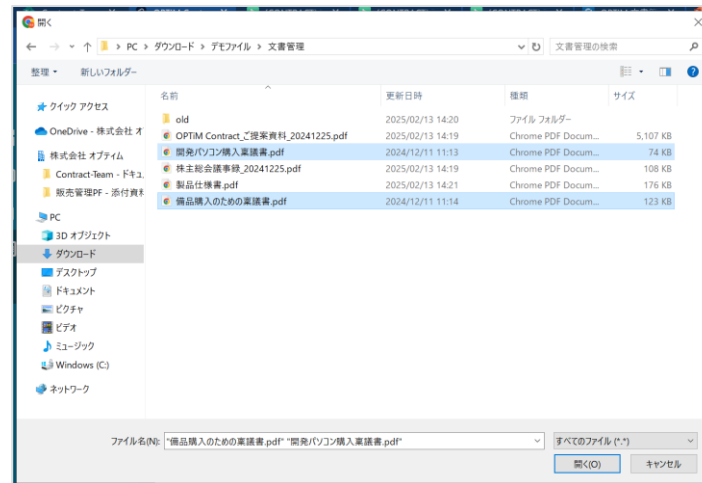 開く
PC › ダウンロード › デモファイル › 文書管理
文書管理の検索
整理
新しいフォルダー
名前 更新日時 種類 サイズ
クイック アクセス
OneDrive - 株式会社 オ
株式会社 オプティム
Contract-Team - ドキュ
販売管理PF - 添付資料
PC
3D オブジェクト
ダウンロード
デスクトップ
ドキュメント
ピクチャ
ビデオ
ミュージック
Windows (C:)
ネットワーク
old 2025/02/13 14:20 ファイル フォルダー
OPTiM Contract_ご提案資料_20241225.pdf 2025/02/13 14:19 Chrome PDF Docum... 5,107 KB
開発パソコン購入稟議書.pdf 2024/12/11 11:13 Chrome PDF Docum... 74 KB
株主総会議事録_20241225.pdf 2025/02/13 14:19 Chrome PDF Docum... 108 KB
製品仕様書.pdf 2025/02/13 14:21 Chrome PDF Docum... 176 KB
備品購入のための稟議書.pdf 2024/12/11 11:14 Chrome PDF Docum... 123 KB
ファイル名(N): "備品購入のための稟議書.pdf" "開発パソコン購入稟議書.pdf"
すべてのファイル (*.*)
開く(O)
キャンセル